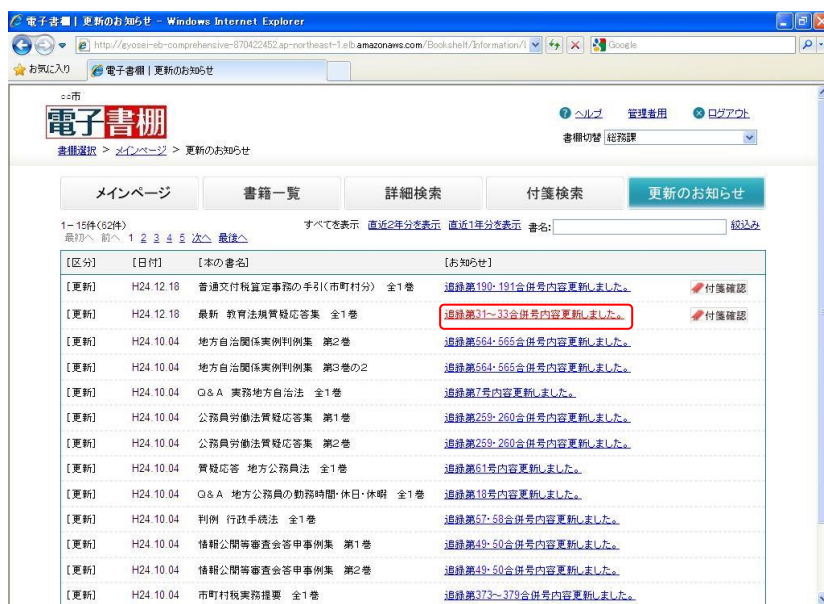 電子書棚 | 更新のお知らせ - Windows Internet Explorer
http://gyosei-eb-comprehensive-870422452.ap-northeast-1.elb.amazonaws.com/Bookshelf/Information/I
Google
お気に入り 電子書棚 | 更新のお知らせ
○○市
電子書棚
ヘルプ 管理者用 ログアウト
書棚切替 総務課
書棚選択 > メインページ > 更新のお知らせ
メインページ 書籍一覧 詳細検索 付箋検索 更新のお知らせ
1-15件(62件) すべてを表示 直近2年分を表示 直近1年分を表示 書名: 絞込み
最初へ 前へ 1 2 3 4 5 次へ 最後へ
[区分] [日付] [本の書名] [お知らせ]
[更新] H24.12.18 普通交付税算定事務の手引(市町村分) 全1巻 追録第190・191合併号内容更新しました。 付箋確認
[更新] H24.12.18 最新 教育法規質疑応答集 全1巻 追録第31~33合併号内容更新しました。 付箋確認
[更新] H24.10.04 地方自治関係実例判例集 第2巻 追録第564・565合併号内容更新しました。
[更新] H24.10.04 地方自治関係実例判例集 第3巻の2 追録第564・565合併号内容更新しました。
[更新] H24.10.04 Q&A 実務地方自治法 全1巻 追録第7号内容更新しました。
[更新] H24.10.04 公務員労働法質疑応答集 第1巻 追録第259・260合併号内容更新しました。
[更新] H24.10.04 公務員労働法質疑応答集 第2巻 追録第259・260合併号内容更新しました。
[更新] H24.10.04 質疑応答 地方公務員法 全1巻 追録第61号内容更新しました。
[更新] H24.10.04 Q&A 地方公務員の勤務時間・休日・休暇 全1巻 追録第18号内容更新しました。
[更新] H24.10.04 判例 行政手続法 全1巻 追録第57・58合併号内容更新しました。
[更新] H24.10.04 情報公開等審査会答申事例集 第1巻 追録第49・50合併号内容更新しました。
[更新] H24.10.04 情報公開等審査会答申事例集 第2巻 追録第49・50合併号内容更新しました。
[更新] H24.10.04 市町村税実務提要 全1巻 追録第373~379合併号内容更新しました。